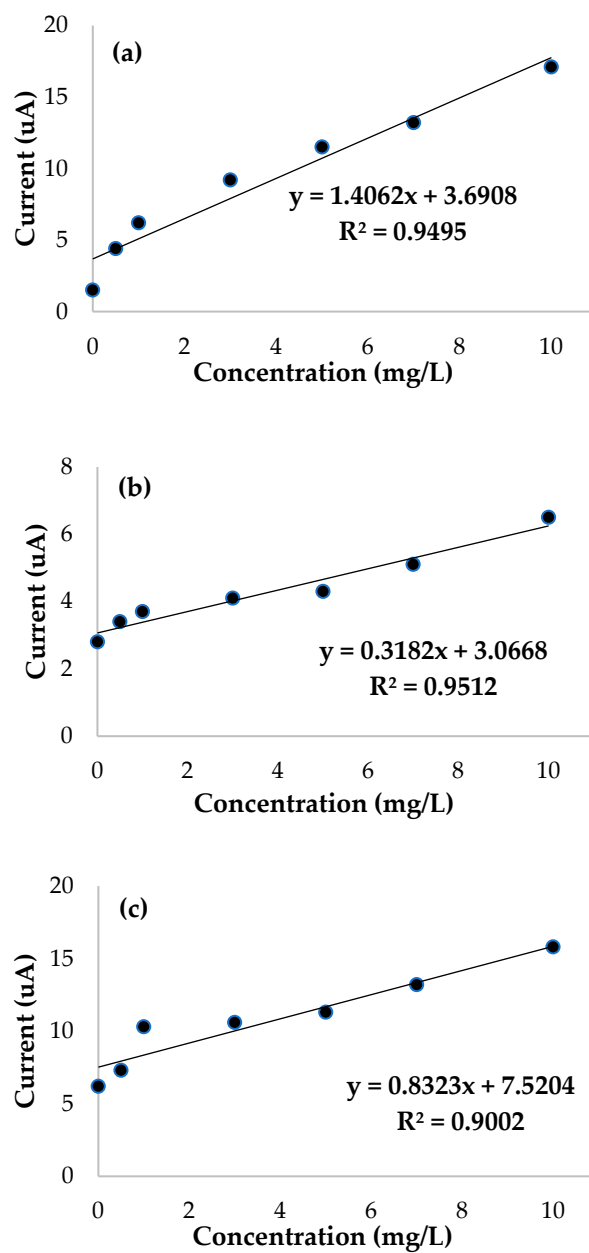 (a)
20
15
10
5
0
Current (uA)
y = 1.4062x + 3.6908
R² = 0.9495
0 2 4 6 8 10
Concentration (mg/L)
(b)
8
6
4
2
0
Current (uA)
y = 0.3182x + 3.0668
R² = 0.9512
0 2 4 6 8 10
Concentration (mg/L)
(c)
20
15
10
5
0
Current (uA)
y = 0.8323x + 7.5204
R² = 0.9002
0 2 4 6 8 10
Concentration (mg/L)